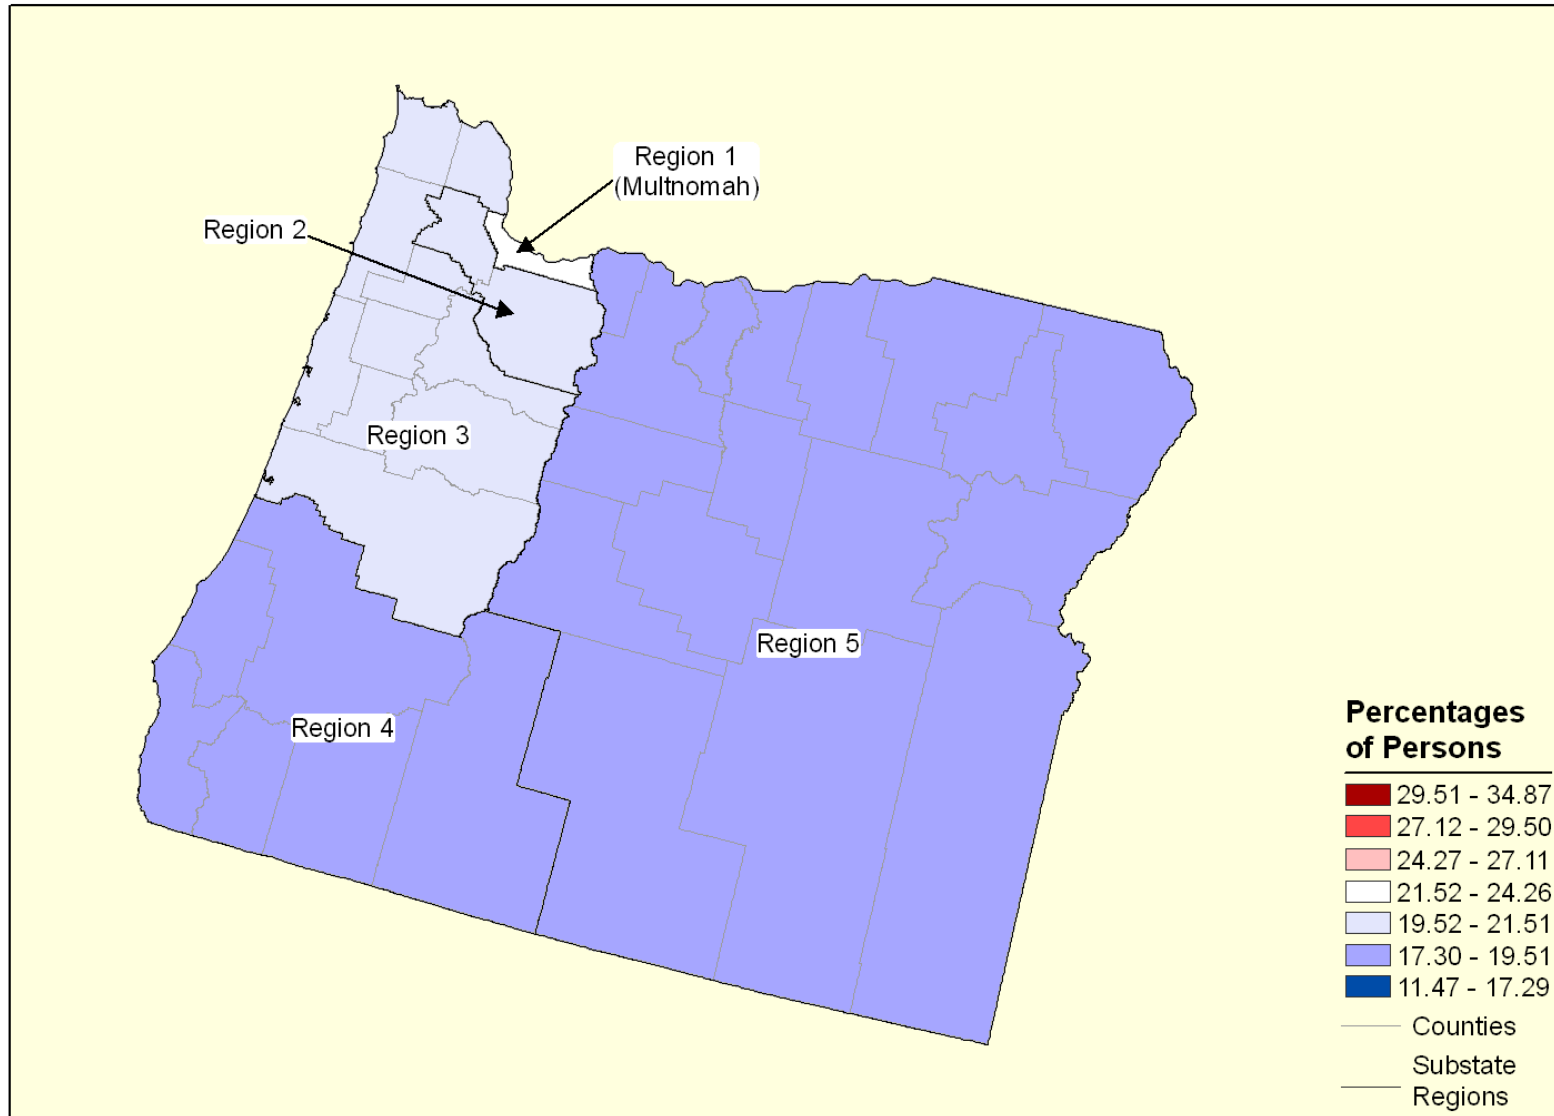 Region 1
(Multnomah)
Region 2
Region 3
Region 5
Region 4
Percentages
of Persons
29.51 - 34.87
27.12 - 29.50
24.27 - 27.11
21.52 - 24.26
19.52 - 21.51
17.30 - 19.51
11.47 - 17.29
Counties
Substate
Regions